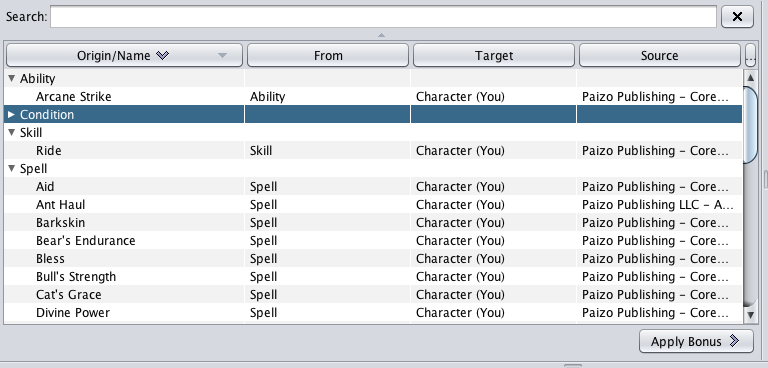 Search:
Origin/Name From Target Source ...
Ability
Arcane Strike Ability Character (You) Paizo Publishing – Core...
Condition
Skill
Ride Skill Character (You) Paizo Publishing – Core...
Spell
Aid Spell Character (You) Paizo Publishing – Core...
Ant Haul Spell Character (You) Paizo Publishing LLC – A...
Barkskin Spell Character (You) Paizo Publishing – Core...
Bear's Endurance Spell Character (You) Paizo Publishing – Core...
Bless Spell Character (You) Paizo Publishing – Core...
Bull's Strength Spell Character (You) Paizo Publishing – Core...
Cat's Grace Spell Character (You) Paizo Publishing – Core...
Divine Power Spell Character (You) Paizo Publishing – Core...
Apply Bonus